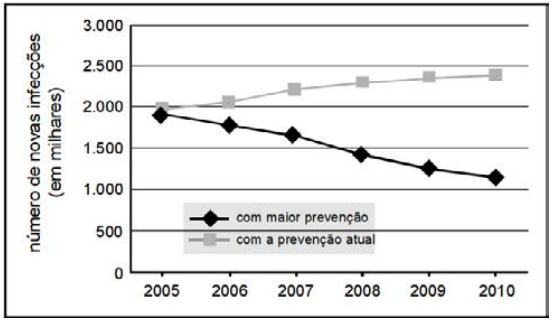 número de novas infecções
(em milhares)
3.000
2.500
2.000
1.500
1.000
500
0
com maior prevenção
com a prevenção atual
2005 2006 2007 2008 2009 2010